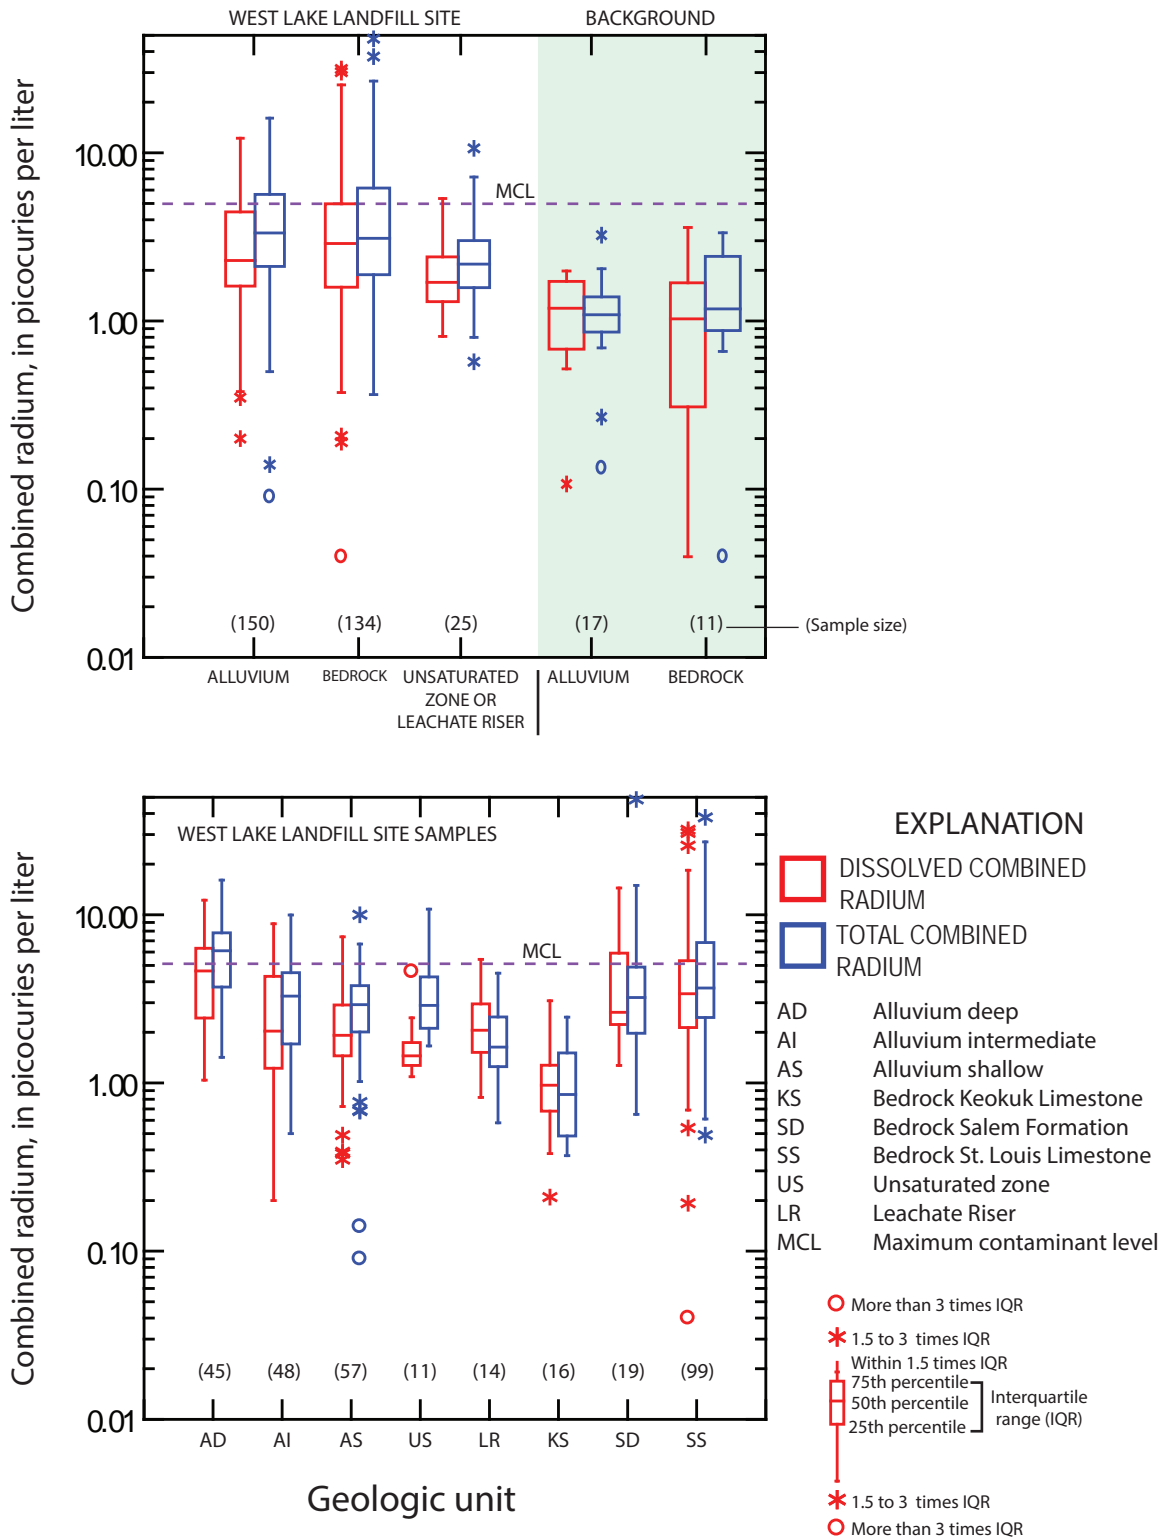 WEST LAKE LANDFILL SITE
BACKGROUND
Combined radium, in picocuries per liter
10.00
1.00
0.10
0.01
MCL
(150)
(134)
(25)
(17)
(11)
(Sample size)
ALLUVIUM
BEDROCK
UNSATURATED
ZONE OR
LEACHATE RISER
ALLUVIUM
BEDROCK
WEST LAKE LANDFILL SITE SAMPLES
Combined radium, in picocuries per liter
10.00
1.00
0.10
0.01
MCL
(45)
(48)
(57)
(11)
(14)
(16)
(19)
(99)
AD
AI
AS
US
LR
KS
SD
SS
Geologic unit
EXPLANATION
DISSOLVED COMBINED
RADIUM
TOTAL COMBINED
RADIUM
AD Alluvium deep
AI Alluvium intermediate
AS Alluvium shallow
KS Bedrock Keokuk Limestone
SD Bedrock Salem Formation
SS Bedrock St. Louis Limestone
US Unsaturated zone
LR Leachate Riser
MCL Maximum contaminant level
More than 3 times IQR
1.5 to 3 times IQR
Within 1.5 times IQR
75th percentile
50th percentile
25th percentile
Interquartile
range (IQR)
1.5 to 3 times IQR
More than 3 times IQR